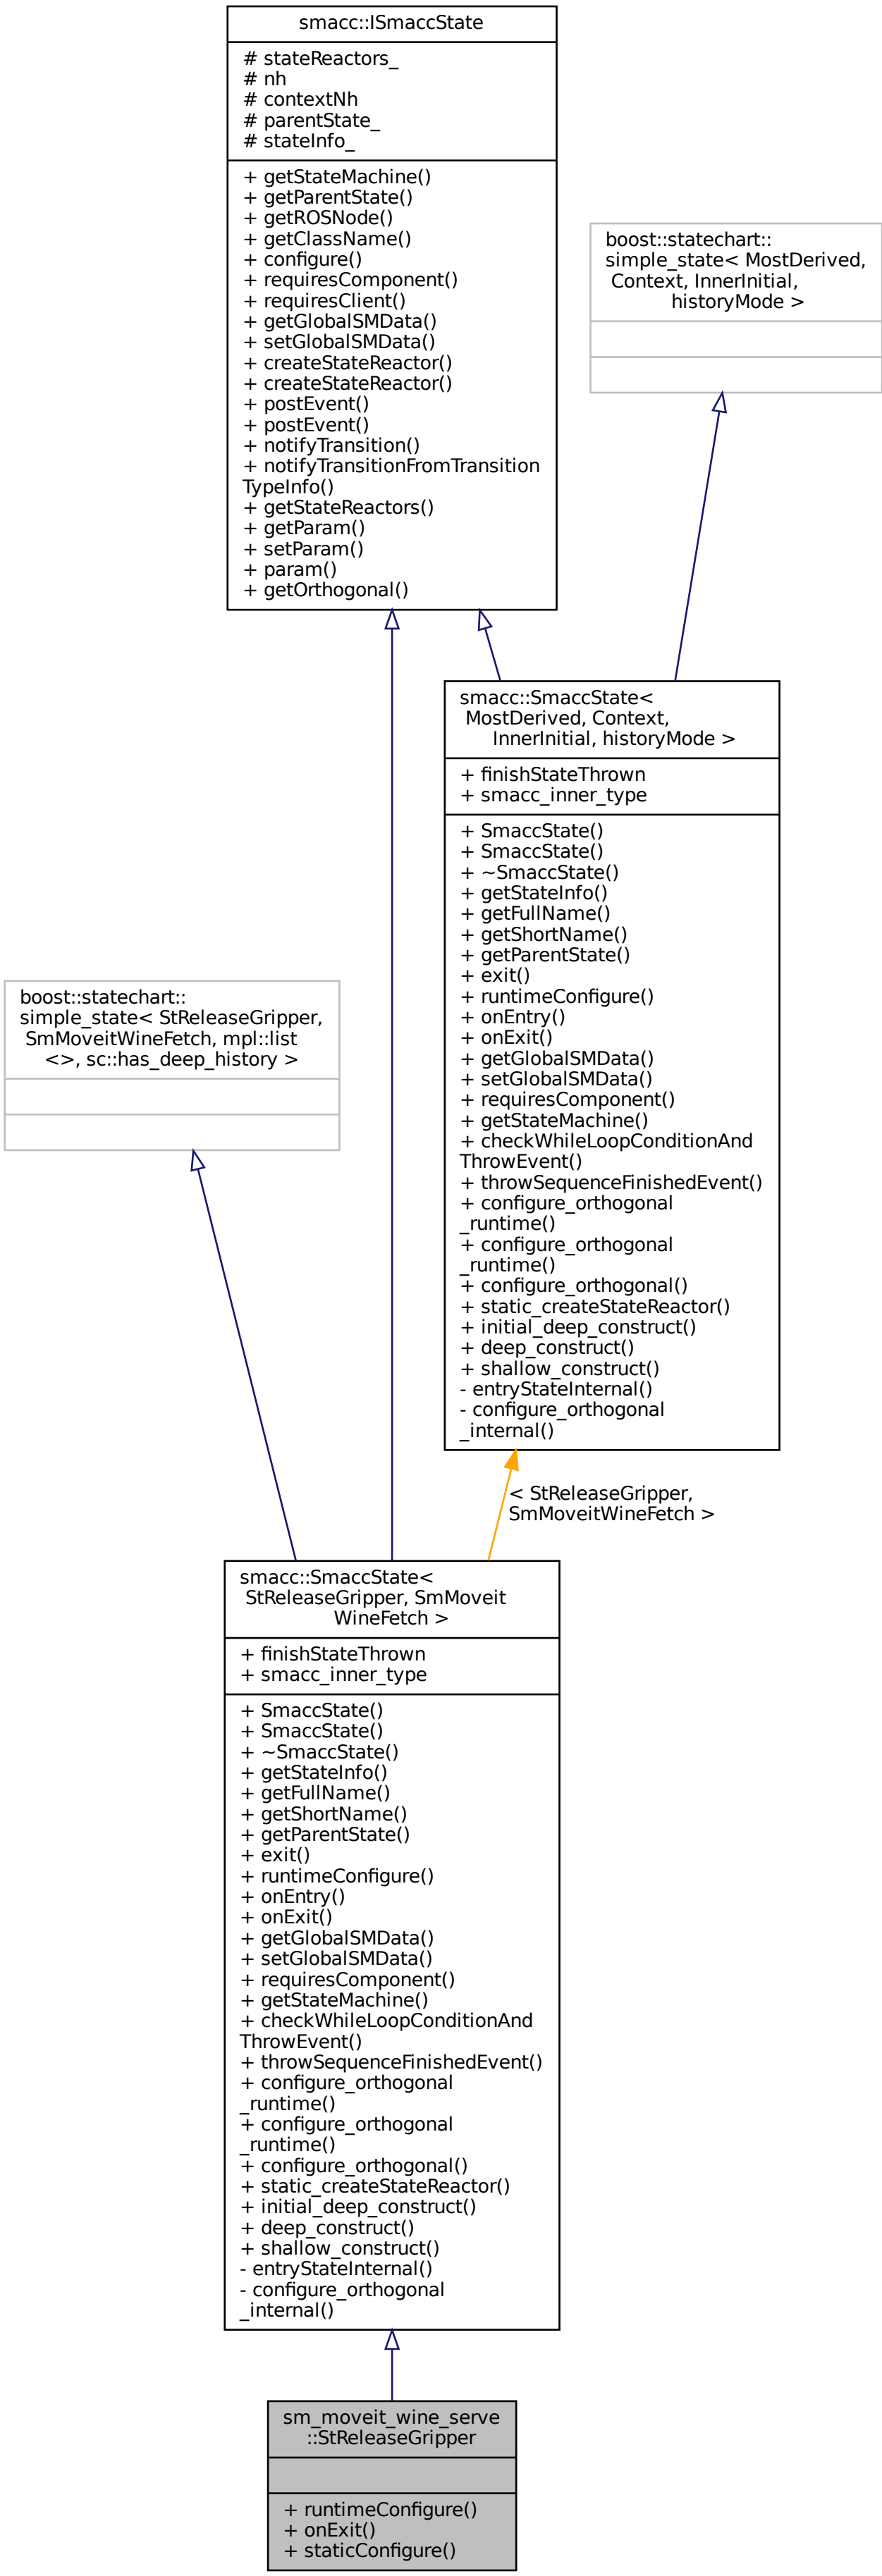 smacc::ISmaccState
# stateReactors_
# nh
# contextNh
# parentState_
# stateInfo_
+ getStateMachine()
+ getParentState()
+ getROSNode()
+ getClassName()
+ configure()
+ requiresComponent()
+ requiresClient()
+ getGlobalSMData()
+ setGlobalSMData()
+ createStateReactor()
+ createStateReactor()
+ postEvent()
+ postEvent()
+ notifyTransition()
+ notifyTransitionFromTransition
TypeInfo()
+ getStateReactors()
+ getParam()
+ setParam()
+ param()
+ getOrthogonal()
boost::statechart::
simple_state< MostDerived,
Context, InnerInitial,
historyMode >
smacc::SmaccState<
MostDerived, Context,
InnerInitial, historyMode >
+ finishStateThrown
+ smacc_inner_type
+ SmaccState()
+ SmaccState()
+ ~SmaccState()
+ getStateInfo()
+ getFullName()
+ getShortName()
+ getParentState()
+ exit()
+ runtimeConfigure()
+ onEntry()
+ onExit()
+ getGlobalSMData()
+ setGlobalSMData()
+ requiresComponent()
+ getStateMachine()
+ checkWhileLoopConditionAnd
ThrowEvent()
+ throwSequenceFinishedEvent()
+ configure_orthogonal
_runtime()
+ configure_orthogonal
_runtime()
+ configure_orthogonal()
+ static_createStateReactor()
+ initial_deep_construct()
+ deep_construct()
+ shallow_construct()
- entryStateInternal()
- configure_orthogonal
_internal()
boost::statechart::
simple_state< StReleaseGripper,
SmMoveitWineFetch, mpl::list
<>, sc::has_deep_history >
< StReleaseGripper,
SmMoveitWineFetch >
smacc::SmaccState<
StReleaseGripper, SmMoveit
WineFetch >
+ finishStateThrown
+ smacc_inner_type
+ SmaccState()
+ SmaccState()
+ ~SmaccState()
+ getStateInfo()
+ getFullName()
+ getShortName()
+ getParentState()
+ exit()
+ runtimeConfigure()
+ onEntry()
+ onExit()
+ getGlobalSMData()
+ setGlobalSMData()
+ requiresComponent()
+ getStateMachine()
+ checkWhileLoopConditionAnd
ThrowEvent()
+ throwSequenceFinishedEvent()
+ configure_orthogonal
_runtime()
+ configure_orthogonal
_runtime()
+ configure_orthogonal()
+ static_createStateReactor()
+ initial_deep_construct()
+ deep_construct()
+ shallow_construct()
- entryStateInternal()
- configure_orthogonal
_internal()
sm_moveit_wine_serve
::StReleaseGripper
+ runtimeConfigure()
+ onExit()
+ staticConfigure()